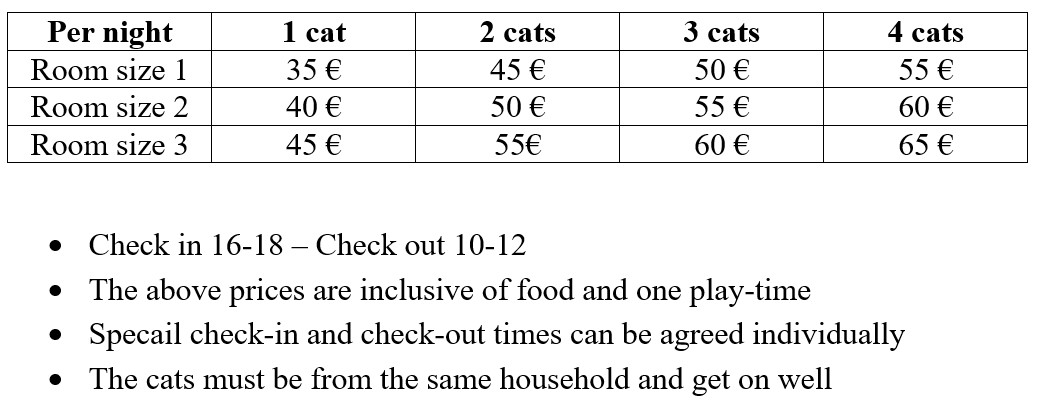 Per night 1 cat 2 cats 3 cats 4 cats
Room size 1 35 € 45 € 50 € 55 €
Room size 2 40 € 50 € 55 € 60 €
Room size 3 45 € 55€ 60 € 65 €
• Check in 16-18 – Check out 10-12
• The above prices are inclusive of food and one play-time
• Specail check-in and check-out times can be agreed individually
• The cats must be from the same household and get on well